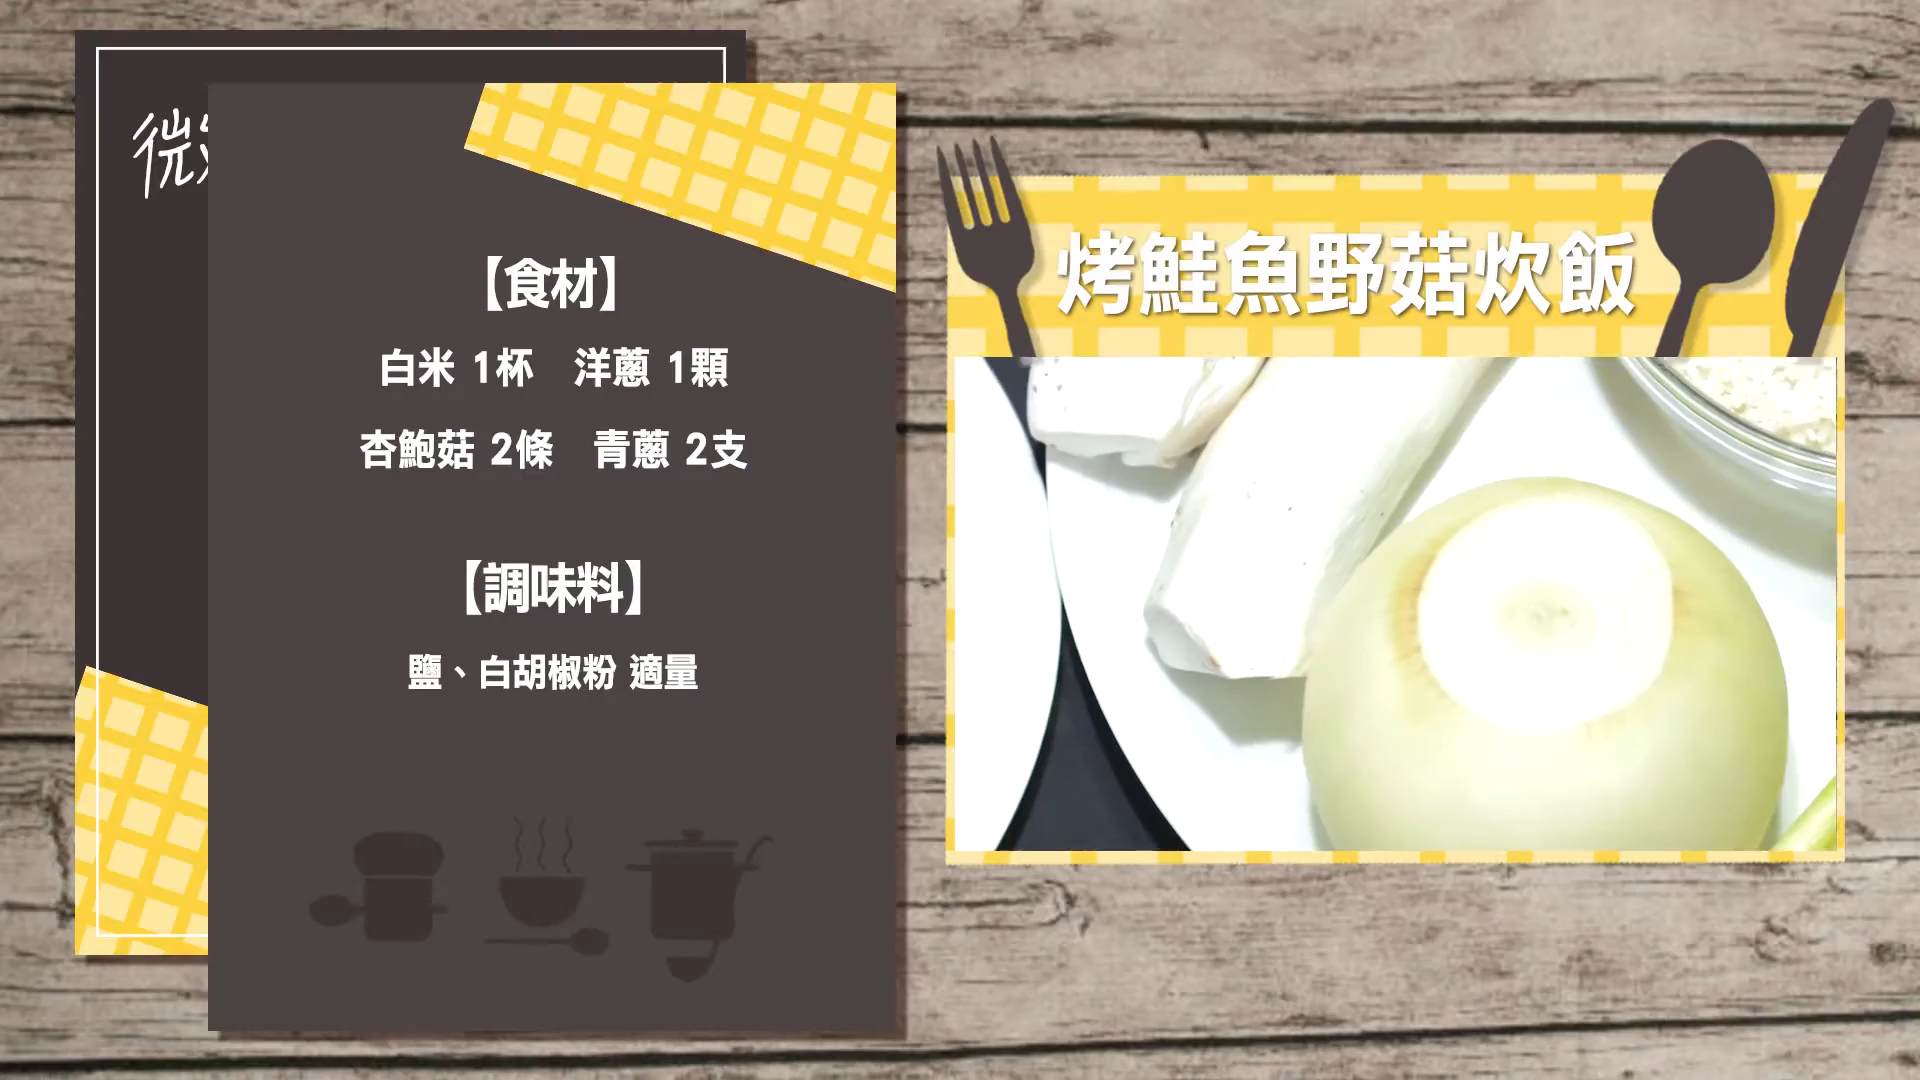 微
【食材】
白米 1杯　洋蔥 1顆
杏鮑菇 2條　青蔥 2支
【調味料】
鹽、白胡椒粉 適量
烤鮭魚野菇炊飯